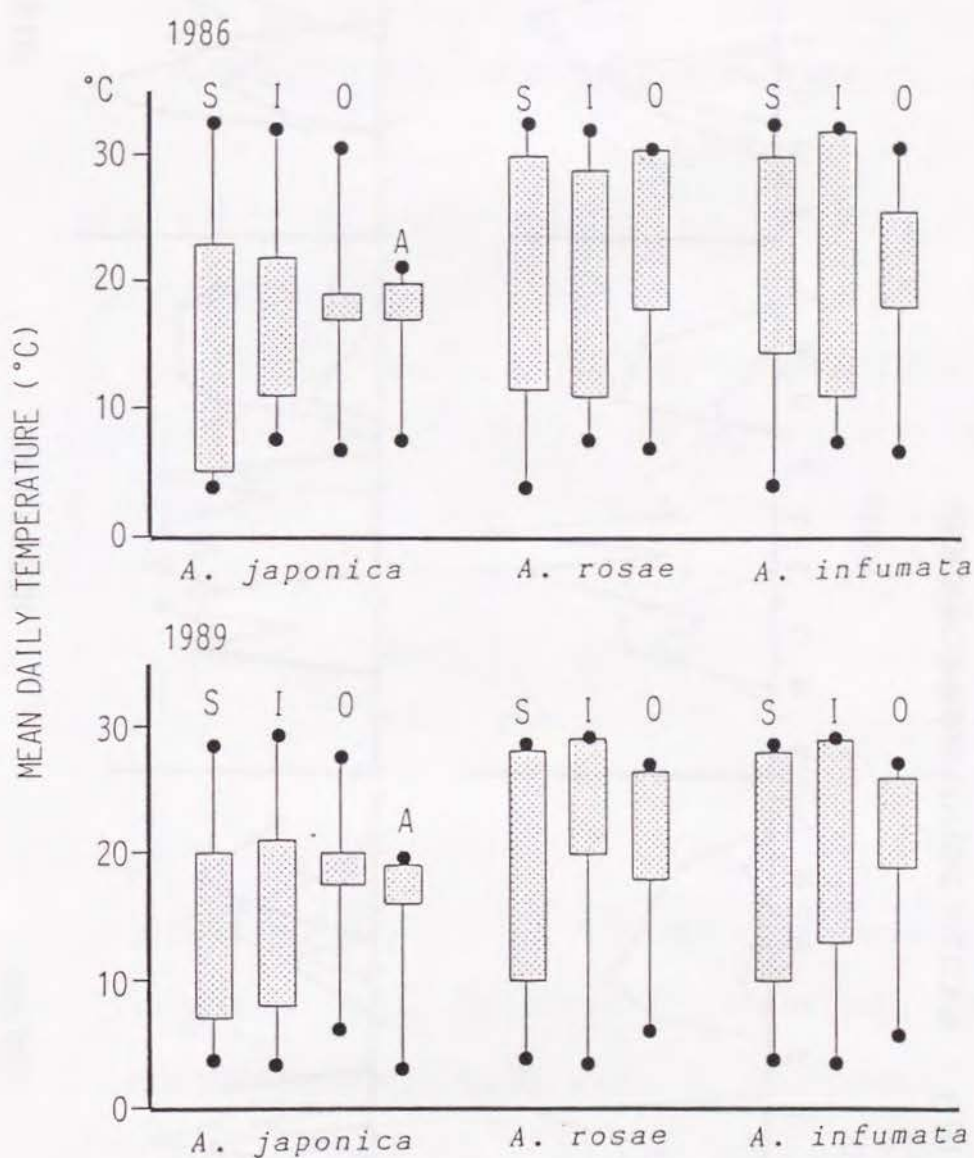 1986
°C
S I O A S I O S I O
30
20
10
0
A. japonica A. rosae A. infumata
MEAN DAILY TEMPERATURE (°C)
1989
S I O A S I O S I O
30
20
10
0
A. japonica A. rosae A. infumata